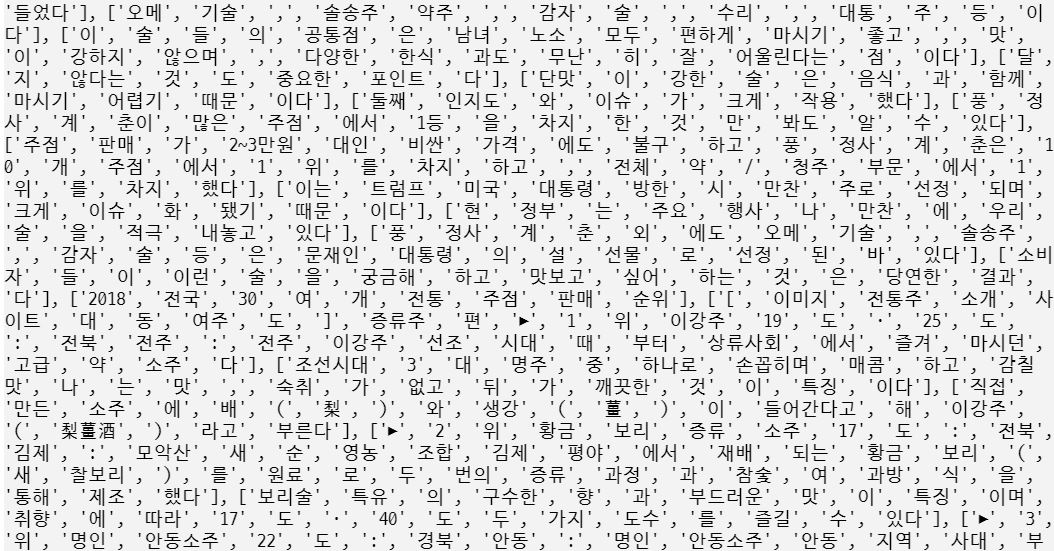 '들었다'], ['오메', '기술', ',', '솔송주', '약주', ',', '감자', '술', ',', '수리', ',', '대통', '주', '등', '이
다'], ['이', '술', '들', '의', '공통점', '은', '남녀', '노소', '모두', '편하게', '마시기', '좋고', ',', '맛',
'이', '강하지', '않으며', ',', '다양한', '한식', '과도', '무난', '히', '잘', '어울린다는', '점', '이다'], ['달',
'지', '않다는', '것', '도', '중요한', '포인트', '다'], ['단맛', '이', '강한', '술', '은', '음식', '과', '함께',
'마시기', '어렵기', '때문', '이다'], ['둘째', '인지도', '와', '이슈', '가', '크게', '작용', '했다'], ['풍', '정
사', '계', '춘이', '많은', '주점', '에서', '1등', '을', '차지', '한', '것', '만', '봐도', '알', '수', '있다'],
['주점', '판매', '가', '2~3만원', '대인', '비싼', '가격', '에도', '불구', '하고', '풍', '정사', '계', '춘은', '1
0', '개', '주점', '에서', '1', '위', '를', '차지', '하고', ',', '전체', '약', '/', '청주', '부문', '에서', '1',
'위', '를', '차지', '했다'], ['이는', '트럼프', '미국', '대통령', '방한', '시', '만찬', '주로', '선정', '되며',
'크게', '이슈', '화', '됐기', '때문', '이다'], ['현', '정부', '는', '주요', '행사', '나', '만찬', '에', '우리',
'술', '을', '적극', '내놓고', '있다'], ['풍', '정사', '계', '춘', '외', '에도', '오메', '기술', ',', '솔송주',
',', '감자', '술', '등', '은', '문재인', '대통령', '의', '설', '선물', '로', '선정', '된', '바', '있다'], ['소비
자', '들', '이', '이런', '술', '을', '궁금해', '하고', '맛보고', '싶어', '하는', '것', '은', '당연한', '결과',
'다'], ['2018', '전국', '30', '여', '개', '전통', '주점', '판매', '순위'], ['[', '이미지', '전통주', '소개', '사
이트', '대', '동', '여주', '도', ']', '증류주', '편', '►', '1', '위', '이강주', '19', '도', '·', '25', '도',
':', '전북', '전주', ':', '전주', '이강주', '선조', '시대', '때', '부터', '상류사회', '에서', '즐겨', '마시던',
'고급', '약', '소주', '다'], ['조선시대', '3', '대', '명주', '중', '하나로', '손꼽히며', '매콤', '하고', '감칠
맛', '나', '는', '맛', ',', '숙취', '가', '없고', '뒤', '가', '깨끗한', '것', '이', '특징', '이다'], ['직접',
'만든', '소주', '에', '배', '(', '梨', ')', '와', '생강', '(', '薑', ')', '이', '들어간다고', '해', '이강주',
'(', '梨薑酒', ')', '라고', '부른다'], ['►', '2', '위', '황금', '보리', '증류', '소주', '17', '도', ':', '전북',
'김제', ':', '모악산', '새', '순', '영농', '조합', '김제', '평야', '에서', '재배', '되는', '황금', '보리', '(',
'새', '찰보리', ')', '를', '원료', '로', '두', '번의', '증류', '과정', '과', '참숯', '여', '과방', '식', '을',
'통해', '제조', '했다'], ['보리술', '특유', '의', '구수한', '향', '과', '부드러운', '맛', '이', '특징', '이며',
'취향', '에', '따라', '17', '도', '·', '40', '도', '두', '가지', '도수', '를', '즐길', '수', '있다'], ['►', '3',
'위', '명인', '안동소주', '22', '도', ':', '경북', '안동', ':', '명인', '안동소주', '안동', '지역', '사대', '부